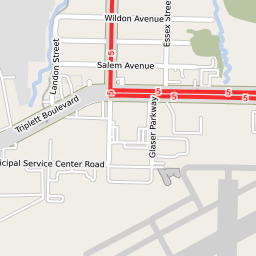 Wildon Avenue
Essex Street
Landon Street
Salem Avenue
5
5
5
5
5
5
Triplett Boulevard
Glaser Parkway
icipal Service Center Road